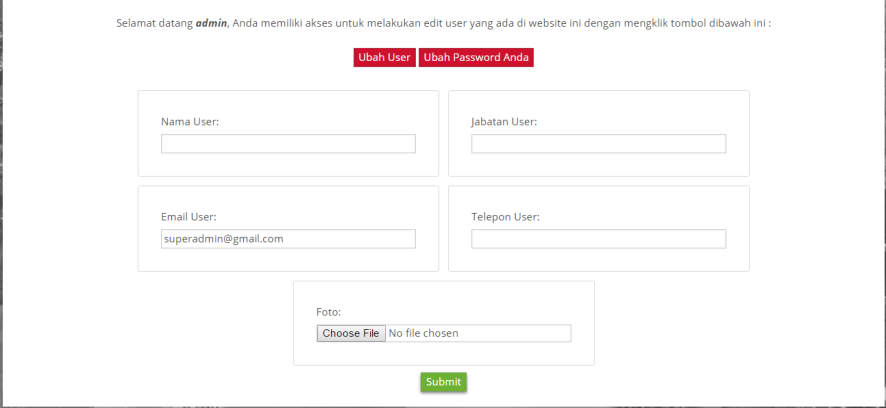 Selamat datang admin, Anda memiliki akses untuk melakukan edit user yang ada di website ini dengan mengklik tombol dibawah ini :
Ubah User Ubah Password Anda
Nama User:
Jabatan User:
Email User:
superadmin@gmail.com
Telepon User:
Foto:
Choose File No file chosen
Submit